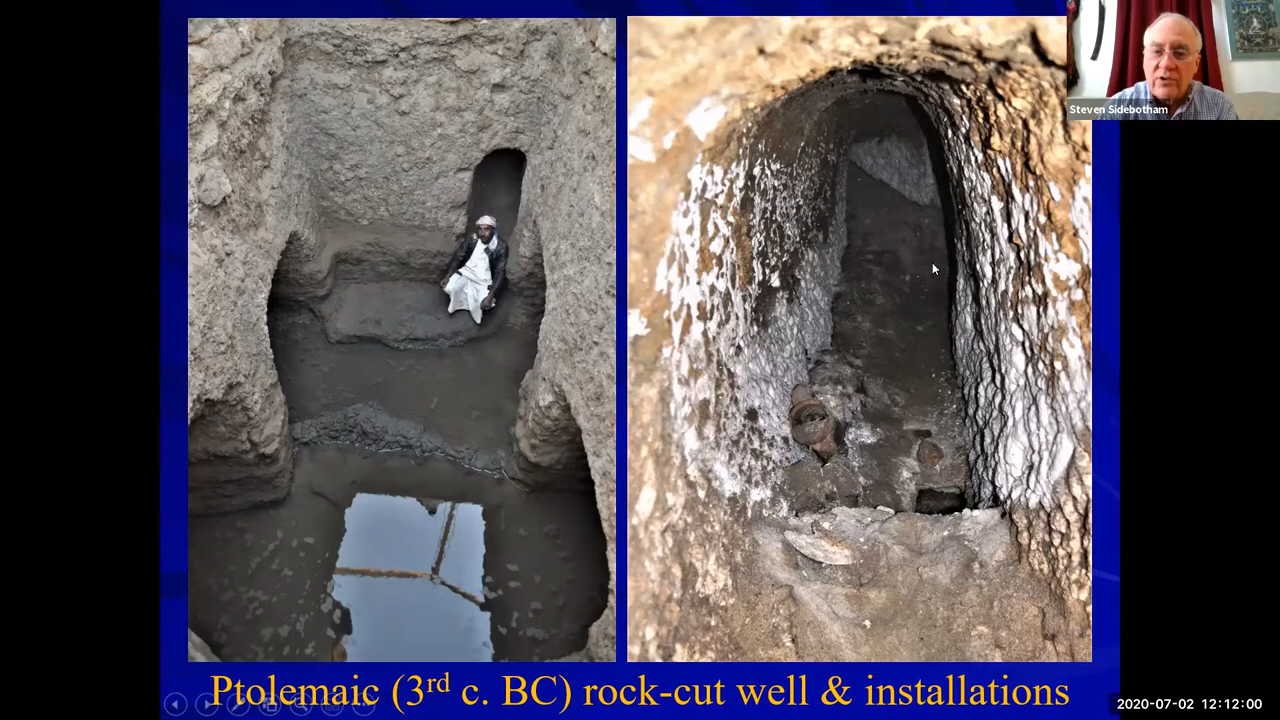 Steven Sidebotham
Ptolemaic (3rd c. BC) rock-cut well & installations
2020-07-02 12:12:00